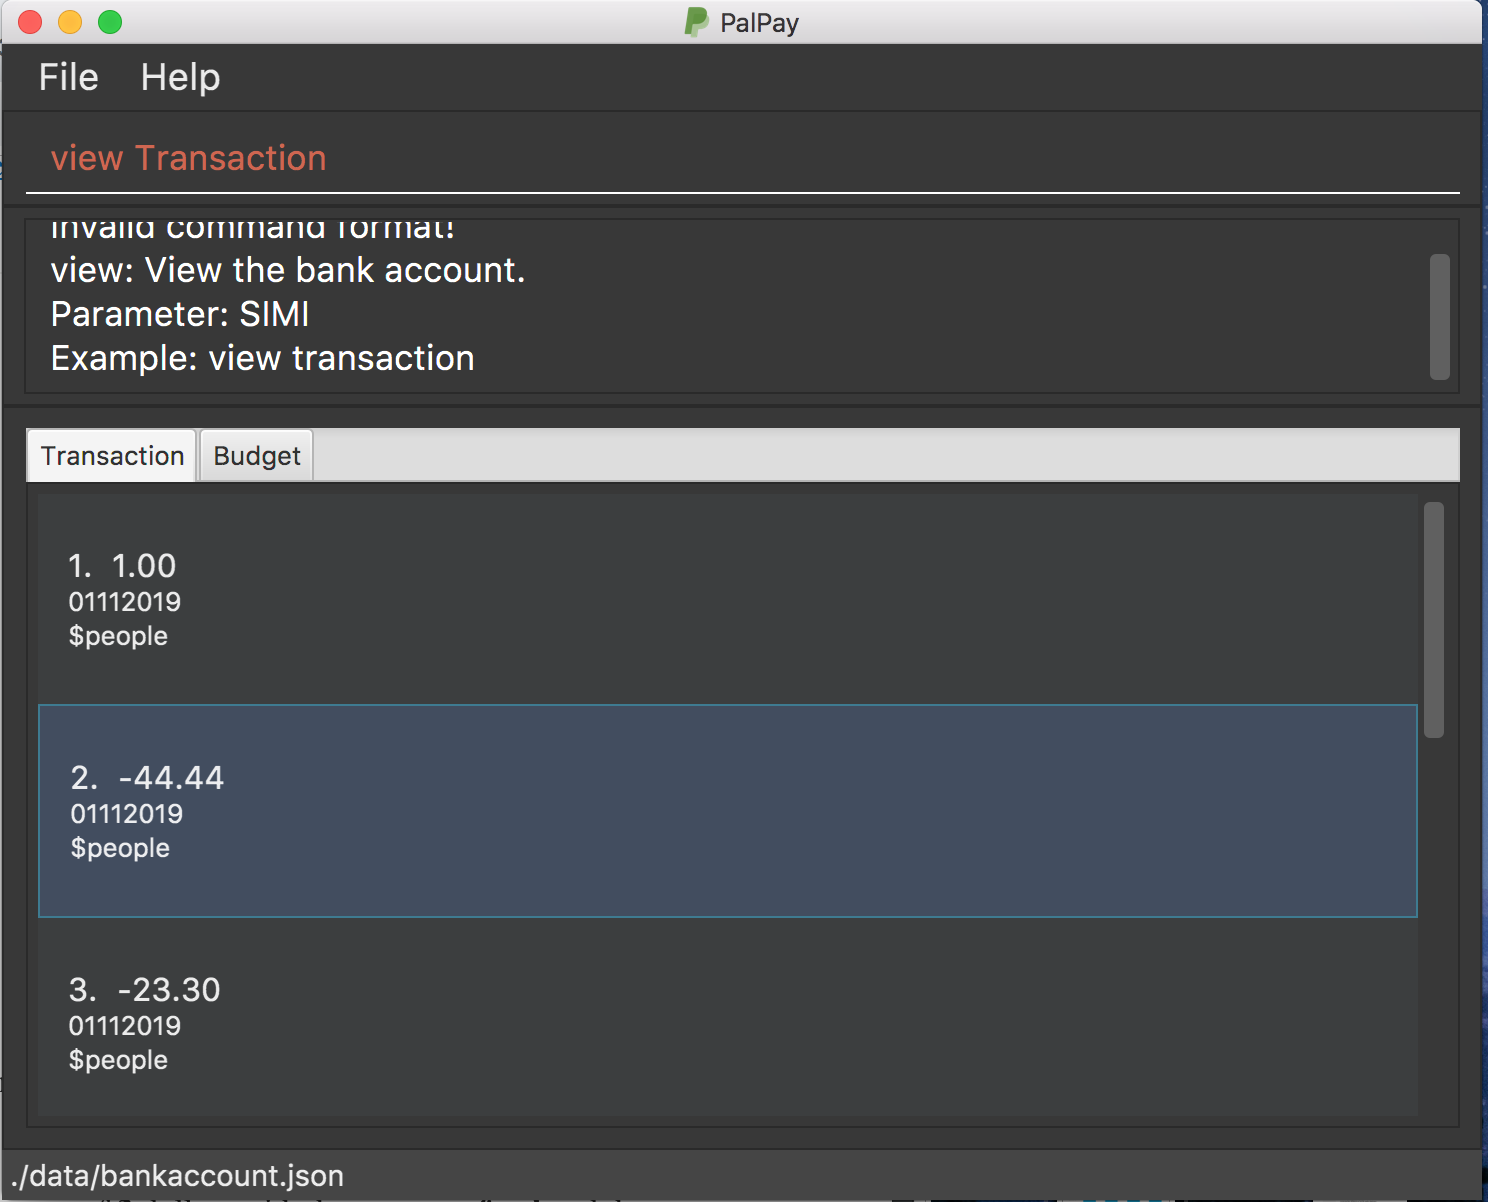 PalPay
File Help
view Transaction
Invalid command format!
view: View the bank account.
Parameter: SIMI
Example: view transaction
Transaction Budget
1. 1.00
01112019
$people
2. -44.44
01112019
$people
3. -23.30
01112019
$people
./data/bankaccount.json